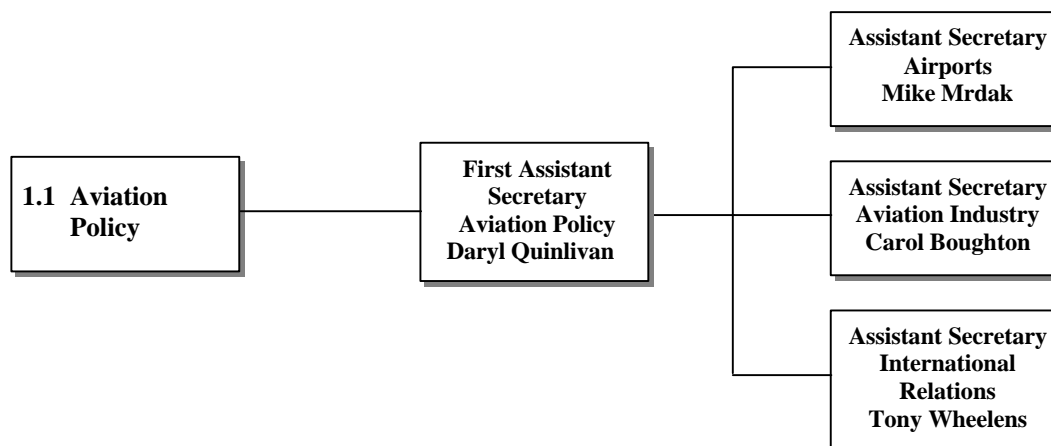 1.1 Aviation
Policy
First Assistant
Secretary
Aviation Policy
Daryl Quinlivan
Assistant Secretary
Airports
Mike Mrdak
Assistant Secretary
Aviation Industry
Carol Boughton
Assistant Secretary
International
Relations
Tony Wheelens